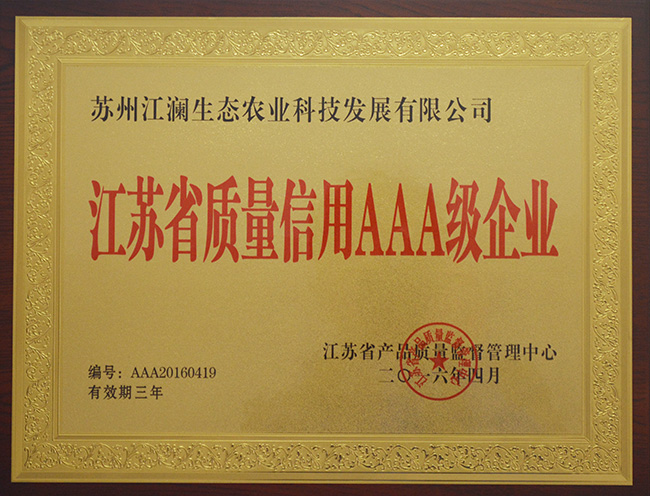 苏州江澜生态农业科技发展有限公司
江苏省质量信用AAA级企业
江苏省产品质量监督管理中心
二〇一六年四月
编号：AAA20160419
有效期三年